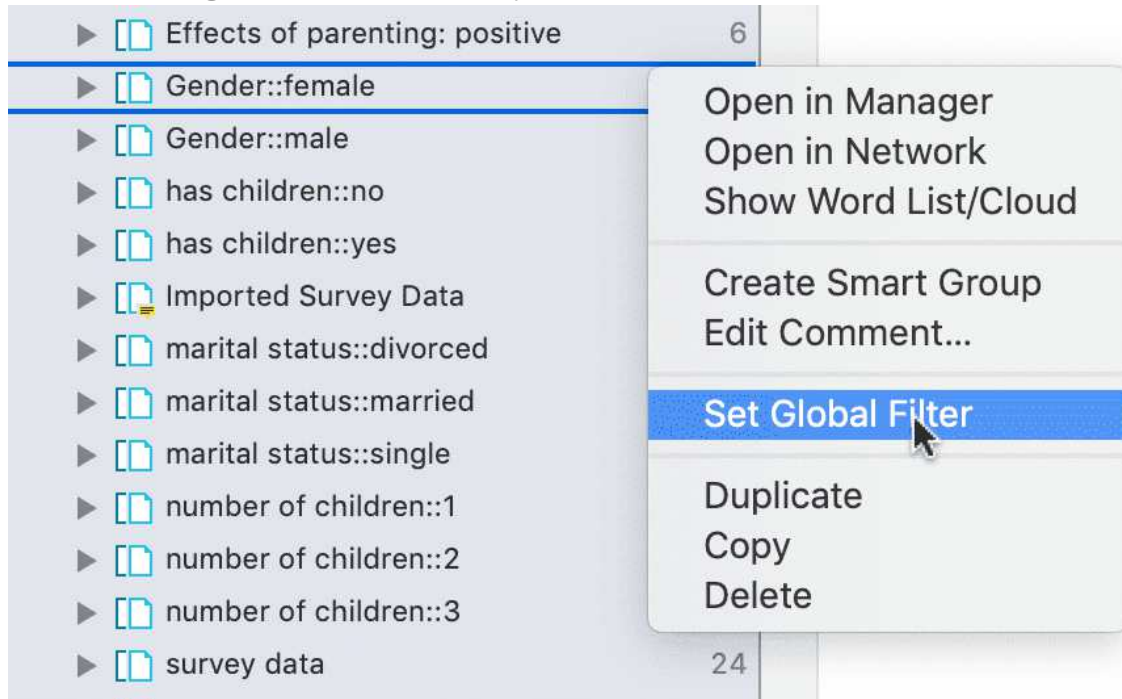 Effects of parenting: positive 6
Gender::female
Gender::male
has children::no
has children::yes
Imported Survey Data
marital status::divorced
marital status::married
marital status::single
number of children::1
number of children::2
number of children::3
survey data 24
Open in Manager
Open in Network
Show Word List/Cloud
Create Smart Group
Edit Comment...
Set Global Filter
Duplicate
Copy
Delete